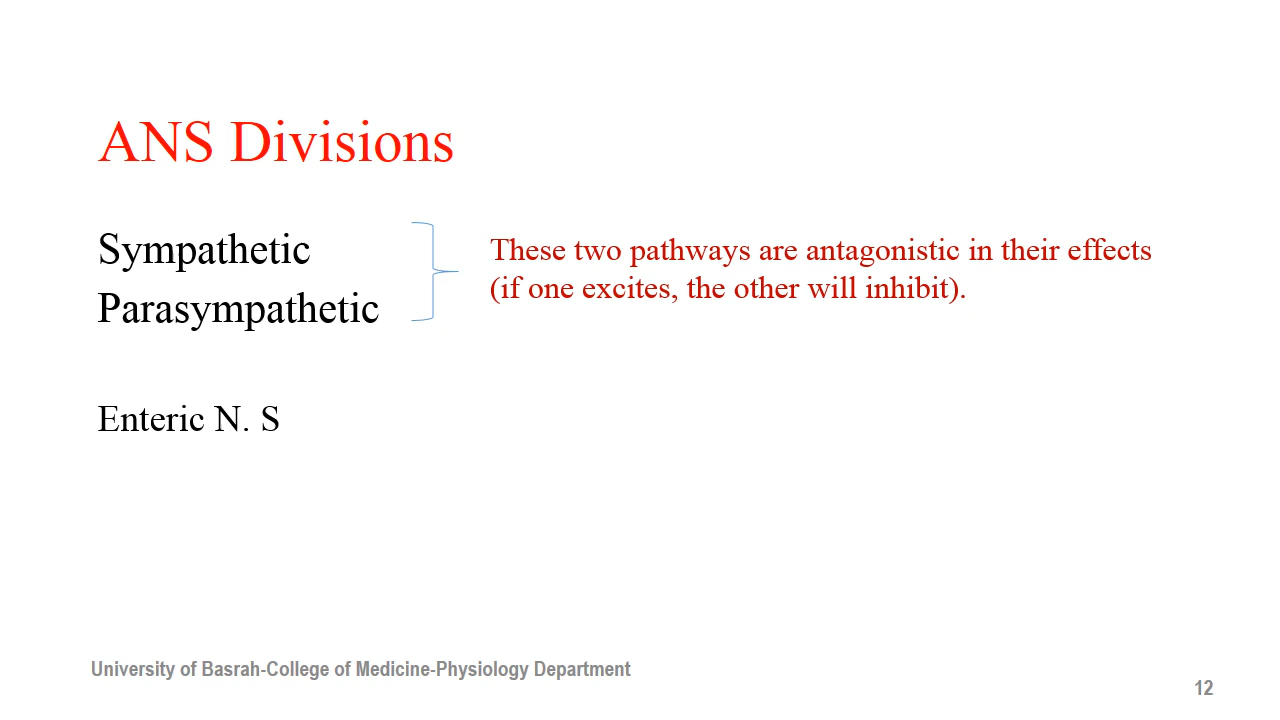 ANS Divisions
Sympathetic
Parasympathetic
These two pathways are antagonistic in their effects
(if one excites, the other will inhibit).
Enteric N. S
University of Basrah-College of Medicine-Physiology Department
12